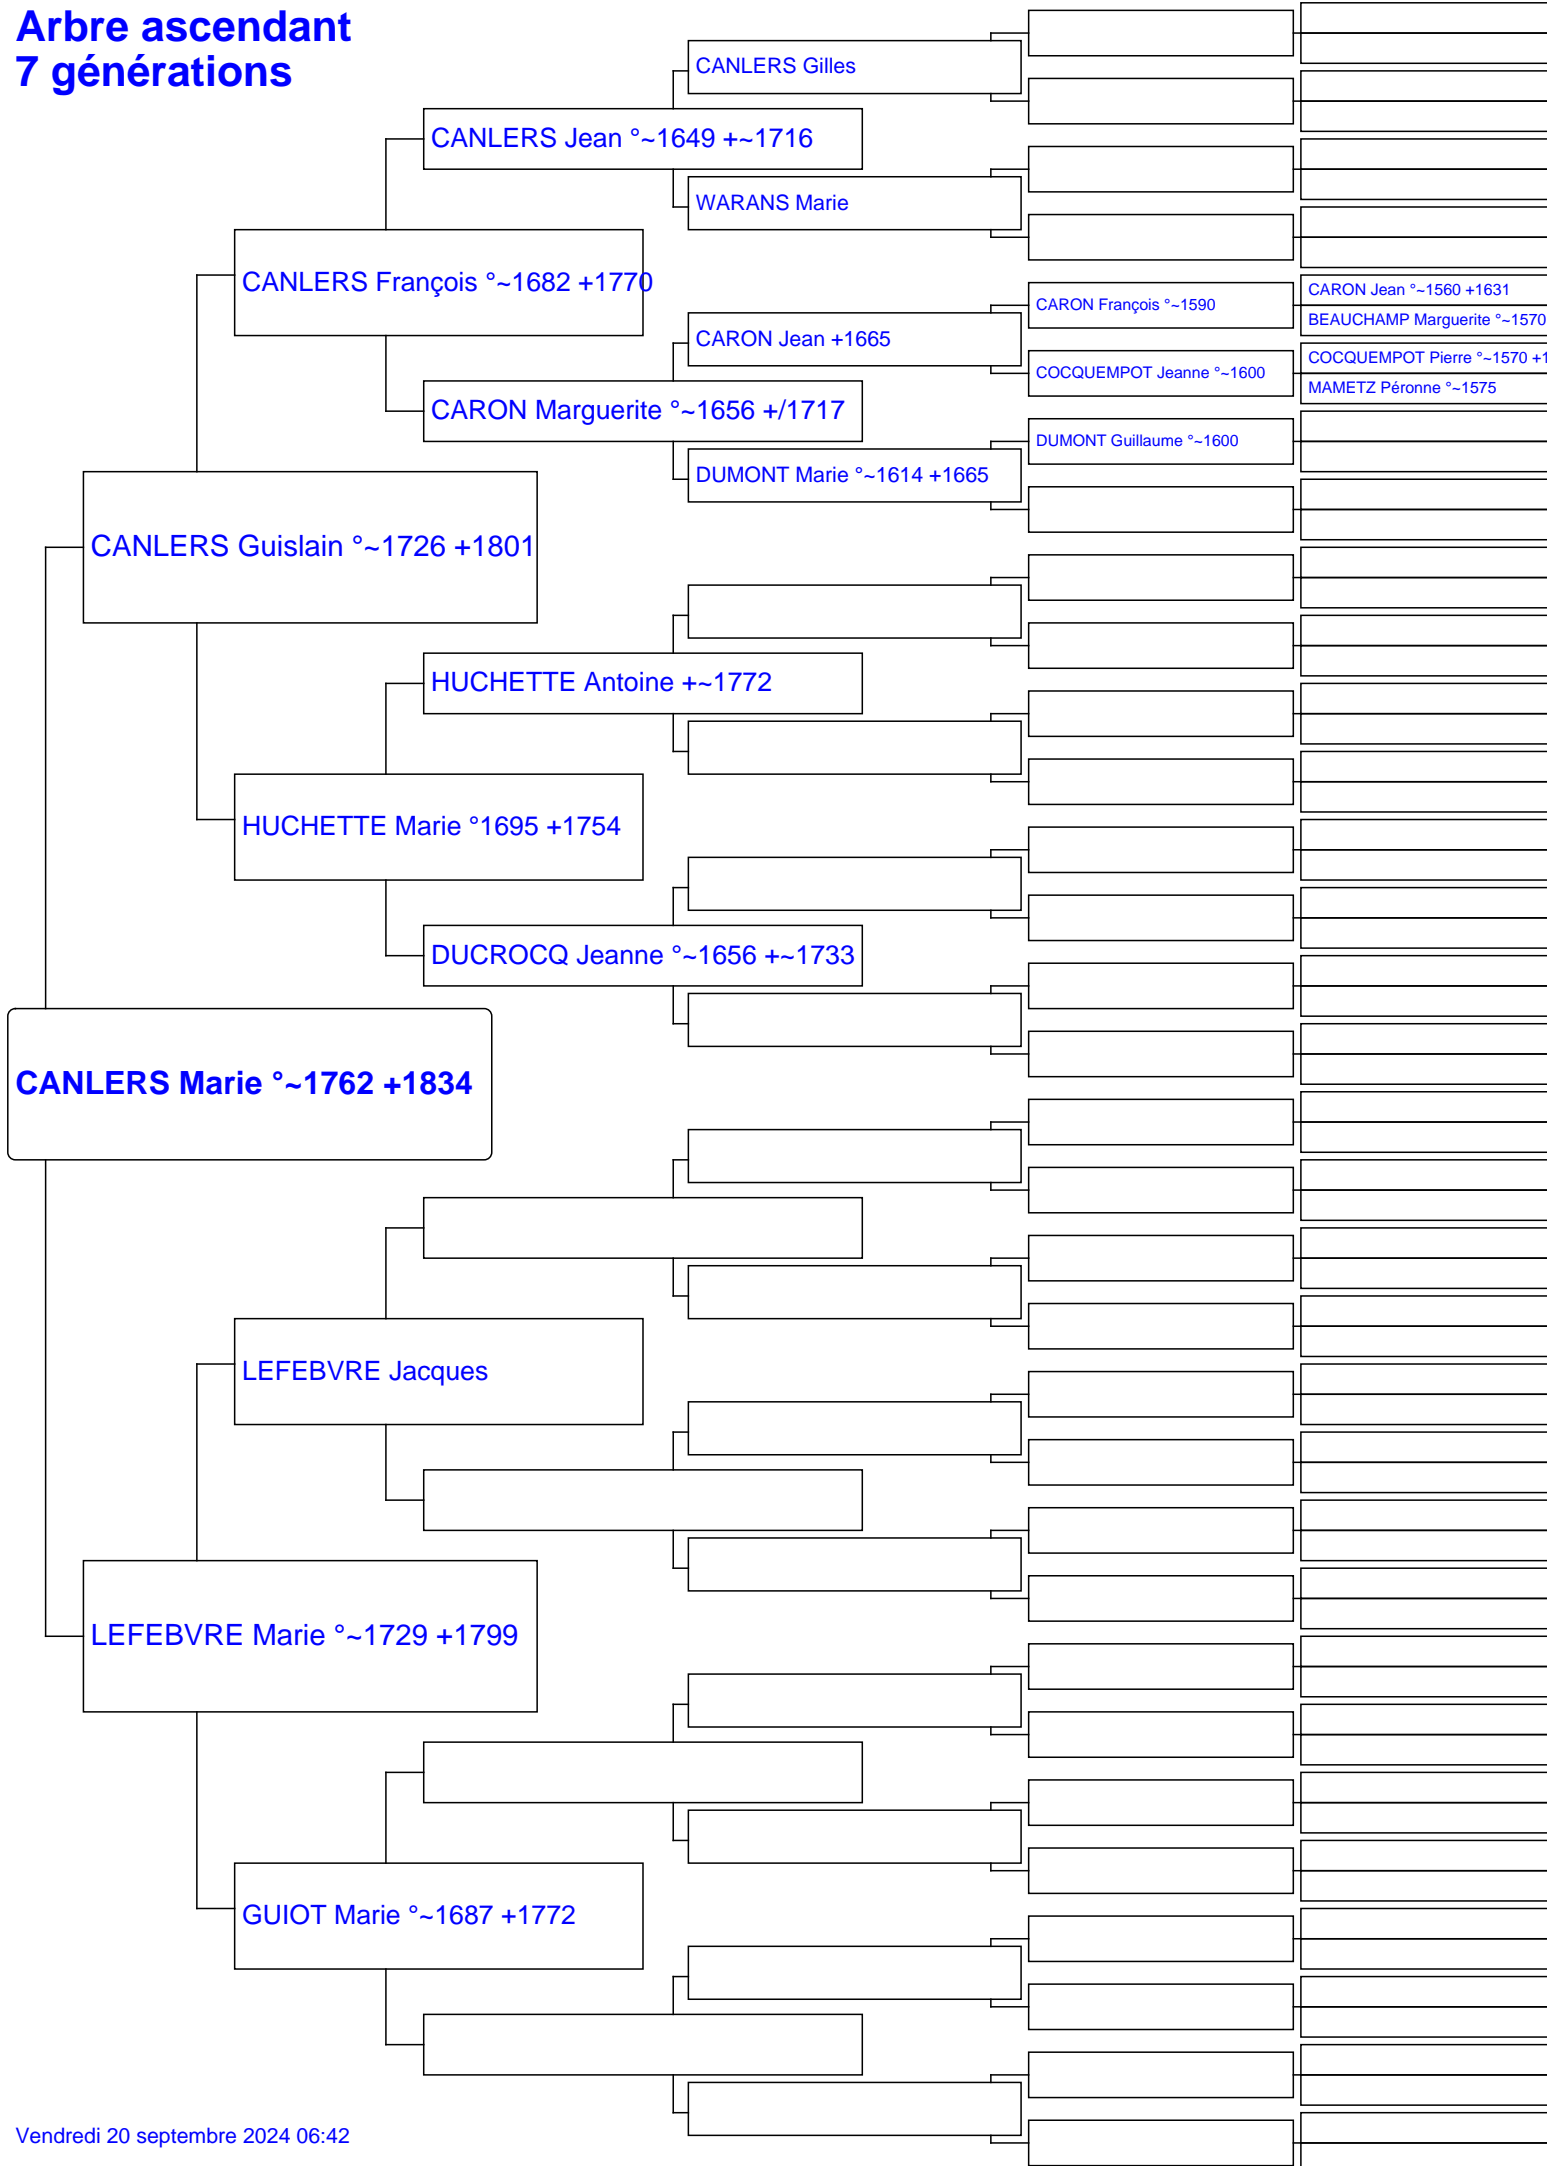 Arbre ascendant
7 générations
CANLERS Gilles
CANLERS Jean °~1649 +~1716
WARANS Marie
CANLERS François °~1682 +1770
CARON François °~1590
CARON Jean °~1560 +1631
BEAUCHAMP Marguerite °~1570
CARON Jean +1665
COCQUEMPOT Jeanne °~1600
COCQUEMPOT Pierre °~1570 +1
MAMETZ Péronne °~1575
CARON Marguerite °~1656 +/1717
DUMONT Guillaume °~1600
DUMONT Marie °~1614 +1665
CANLERS Guislain °~1726 +1801
HUCHETTE Antoine +~1772
HUCHETTE Marie °1695 +1754
DUCROCQ Jeanne °~1656 +~1733
CANLERS Marie °~1762 +1834
LEFEBVRE Jacques
LEFEBVRE Marie °~1729 +1799
GUIOT Marie °~1687 +1772
Vendredi 20 septembre 2024 06:42